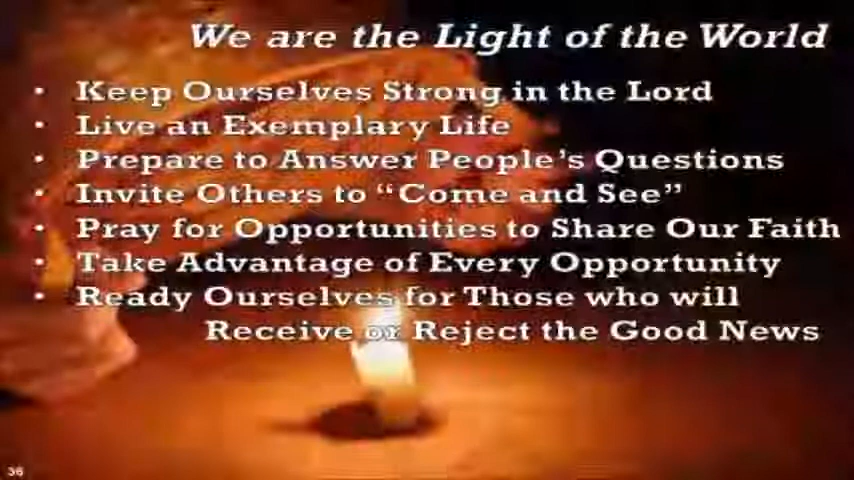 We are the Light of the World
• Keep Ourselves Strong in the Lord
• Live an Exemplary Life
• Prepare to Answer People's Questions
• Invite Others to “Come and See”
• Pray for Opportunities to Share Our Faith
• Take Advantage of Every Opportunity
• Ready Ourselves for Those who will
Receive or Reject the Good News
36